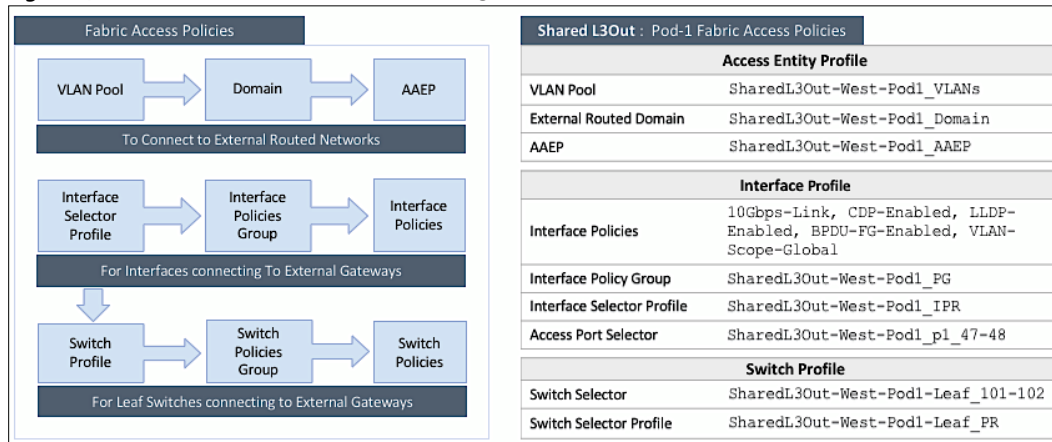 Fabric Access Policies
VLAN Pool
Domain
AAEP
To Connect to External Routed Networks
Interface
Selector
Profile
Interface
Policies
Group
Interface
Policies
For Interfaces connecting To External Gateways
Switch
Profile
Switch
Policies
Group
Switch
Policies
For Leaf Switches connecting to External Gateways
Shared L3Out : Pod-1 Fabric Access Policies
Access Entity Profile
VLAN Pool SharedL3Out-West-Pod1_VLANs
External Routed Domain SharedL3Out-West-Pod1_Domain
AAEP SharedL3Out-West-Pod1_AAEP
Interface Profile
Interface Policies 10Gbps-Link, CDP-Enabled, LLDP-
Enabled, BPDU-FG-Enabled, VLAN-
Scope-Global
Interface Policy Group SharedL3Out-West-Pod1_PG
Interface Selector Profile SharedL3Out-West-Pod1_IPR
Access Port Selector SharedL3Out-West-Pod1_p1_47-48
Switch Profile
Switch Selector SharedL3Out-West-Pod1-Leaf_101-102
Switch Selector Profile SharedL3Out-West-Pod1-Leaf_PR